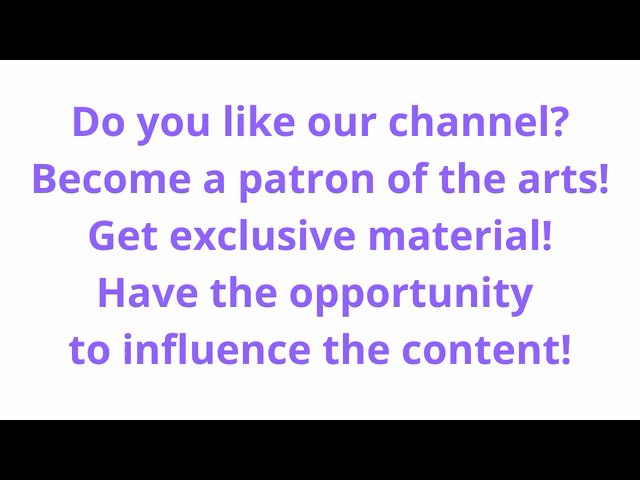 Do you like our channel?
Become a patron of the arts!
Get exclusive material!
Have the opportunity
to influence the content!